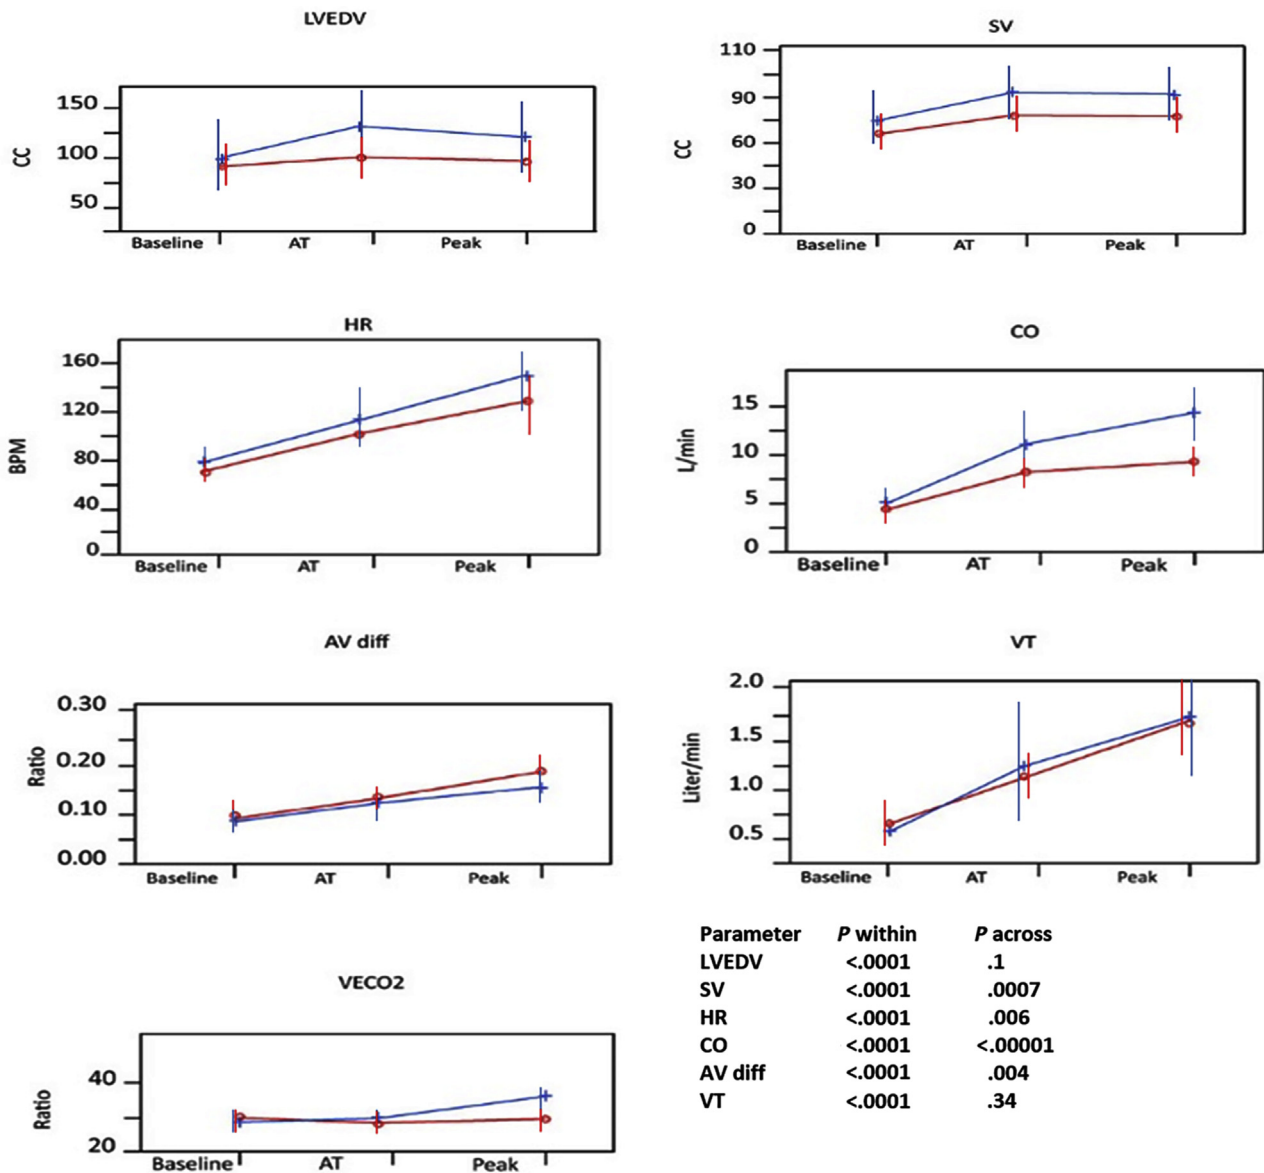 LVEDV
150
100
50
CC
Baseline AT Peak
SV
110
90
60
30
0
CC
Baseline AT Peak
HR
160
120
80
40
0
BPM
Baseline AT Peak
CO
15
10
5
0
L/min
Baseline AT Peak
AV diff
0.30
0.20
0.10
0.00
Ratio
Baseline AT Peak
VT
2.0
1.5
1.0
0.5
Liter/min
Baseline AT Peak
VECO2
40
20
Ratio
Baseline AT Peak
Parameter P within P across
LVEDV <.0001 .1
SV <.0001 .0007
HR <.0001 .006
CO <.0001 <.00001
AV diff <.0001 .004
VT <.0001 .34